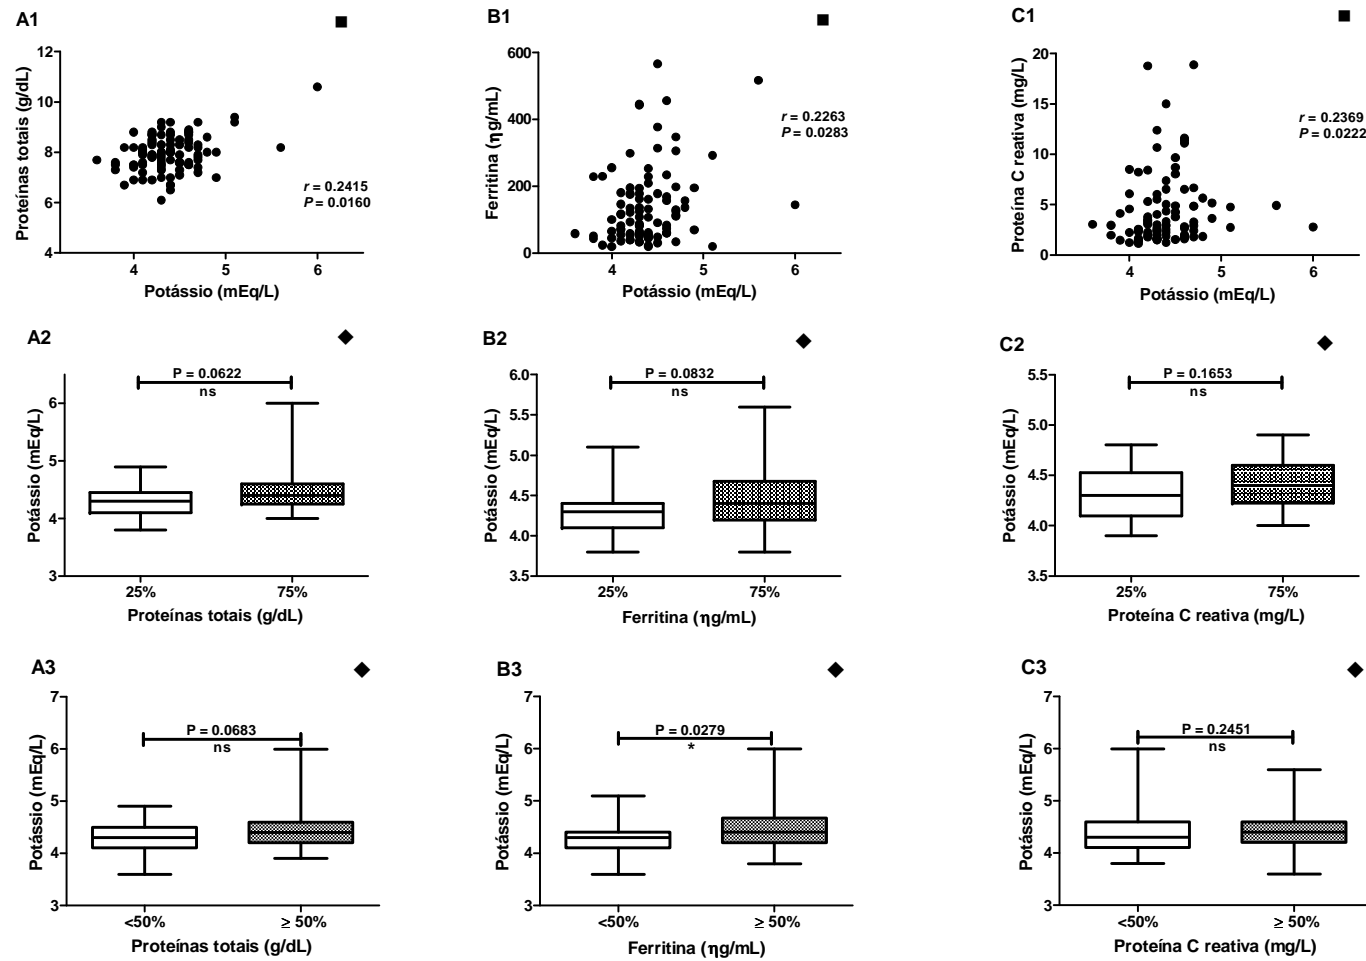 A1
Proteínas totais (g/dL)
12
10
8
6
4
4
5
6
r = 0.2415
P = 0.0160
Potássio (mEq/L)
B1
Ferritina (ηg/mL)
600
400
200
0
4
5
6
r = 0.2263
P = 0.0283
Potássio (mEq/L)
C1
Proteína C reativa (mg/L)
20
15
10
5
0
4
5
6
r = 0.2369
P = 0.0222
Potássio (mEq/L)
A2
Potássio (mEq/L)
6
5
4
3
P = 0.0622
ns
25%
75%
Proteínas totais (g/dL)
B2
Potássio (mEq/L)
6.0
5.5
5.0
4.5
4.0
3.5
P = 0.0832
ns
25%
75%
Ferritina (ηg/mL)
C2
Potássio (mEq/L)
5.5
5.0
4.5
4.0
3.5
P = 0.1653
ns
25%
75%
Proteína C reativa (mg/L)
A3
Potássio (mEq/L)
7
6
5
4
3
P = 0.0683
ns
<50%
≥ 50%
Proteínas totais (g/dL)
B3
Potássio (mEq/L)
7
6
5
4
3
P = 0.0279
*
<50%
≥ 50%
Ferritina (ηg/mL)
C3
Potássio (mEq/L)
7
6
5
4
3
P = 0.2451
ns
<50%
≥ 50%
Proteína C reativa (mg/L)